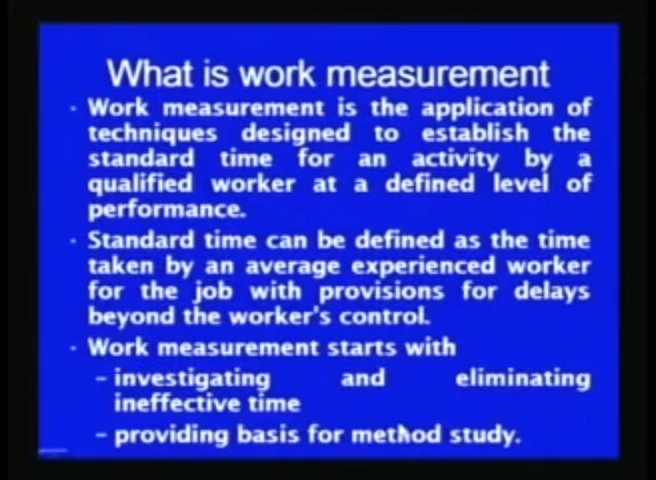 What is work measurement
· Work measurement is the application of
techniques designed to establish the
standard time for an activity by a
qualified worker at a defined level of
performance.
· Standard time can be defined as the time
taken by an average experienced worker
for the job with provisions for delays
beyond the worker's control.
· Work measurement starts with
– investigating and eliminating
ineffective time
– providing basis for method study.